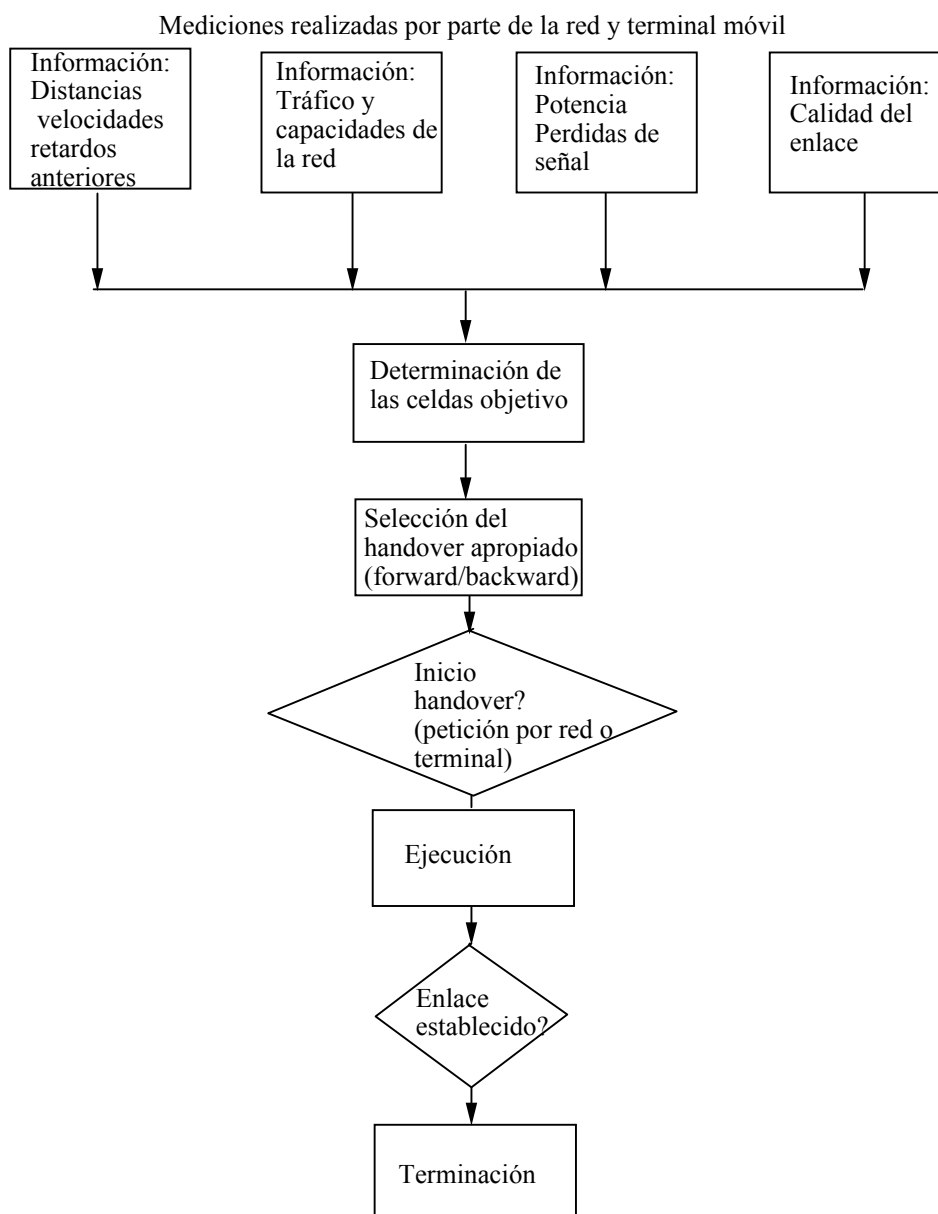 Mediciones realizadas por parte de la red y terminal móvil
Información:
Distancias
velocidades
retardos
anteriores
Información:
Tráfico y
capacidades de
la red
Información:
Potencia
Perdidas de
señal
Información:
Calidad del
enlace
Determinación de
las celdas objetivo
Selección del
handover apropiado
(forward/backward)
Inicio
handover?
(petición por red o
terminal)
Ejecución
Enlace
establecido?
Terminación